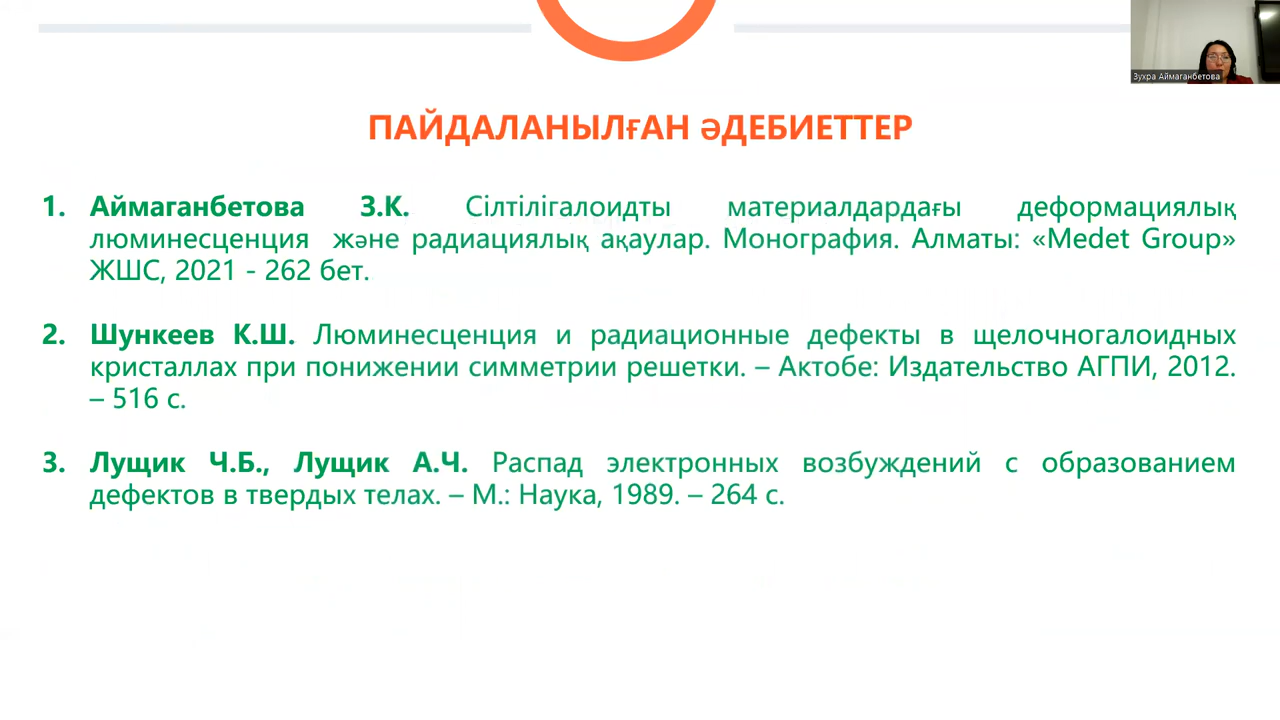 Зухра Аймаганбетова
ПАЙДАЛАНЫЛҒАН ӘДЕБИЕТТЕР
1. Аймаганбетова З.К. Сілтілігалоидты материалдардағы деформациялық
люминесценция және радиациялық ақаулар. Монография. Алматы: «Medet Group»
ЖШС, 2021 - 262 бет.
2. Шункеев К.Ш. Люминесценция и радиационные дефекты в щелочногалоидных
кристаллах при понижении симметрии решетки. – Актобе: Издательство АГПИ, 2012.
– 516 с.
3. Лущик Ч.Б., Лущик А.Ч. Распад электронных возбуждений с образованием
дефектов в твердых телах. – М.: Наука, 1989. – 264 с.